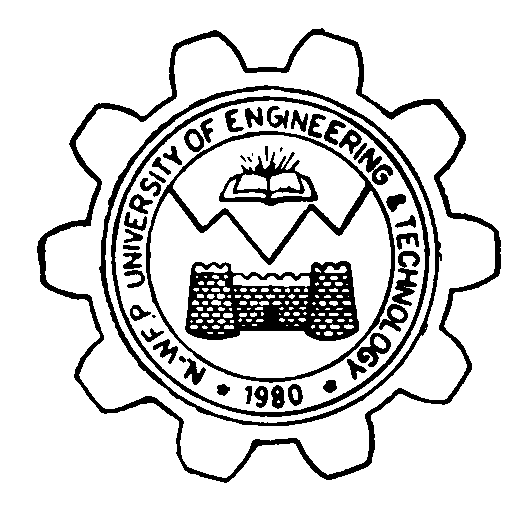 N-W.F.P UNIVERSITY OF ENGINEERING & TECHNOLOGY
1980